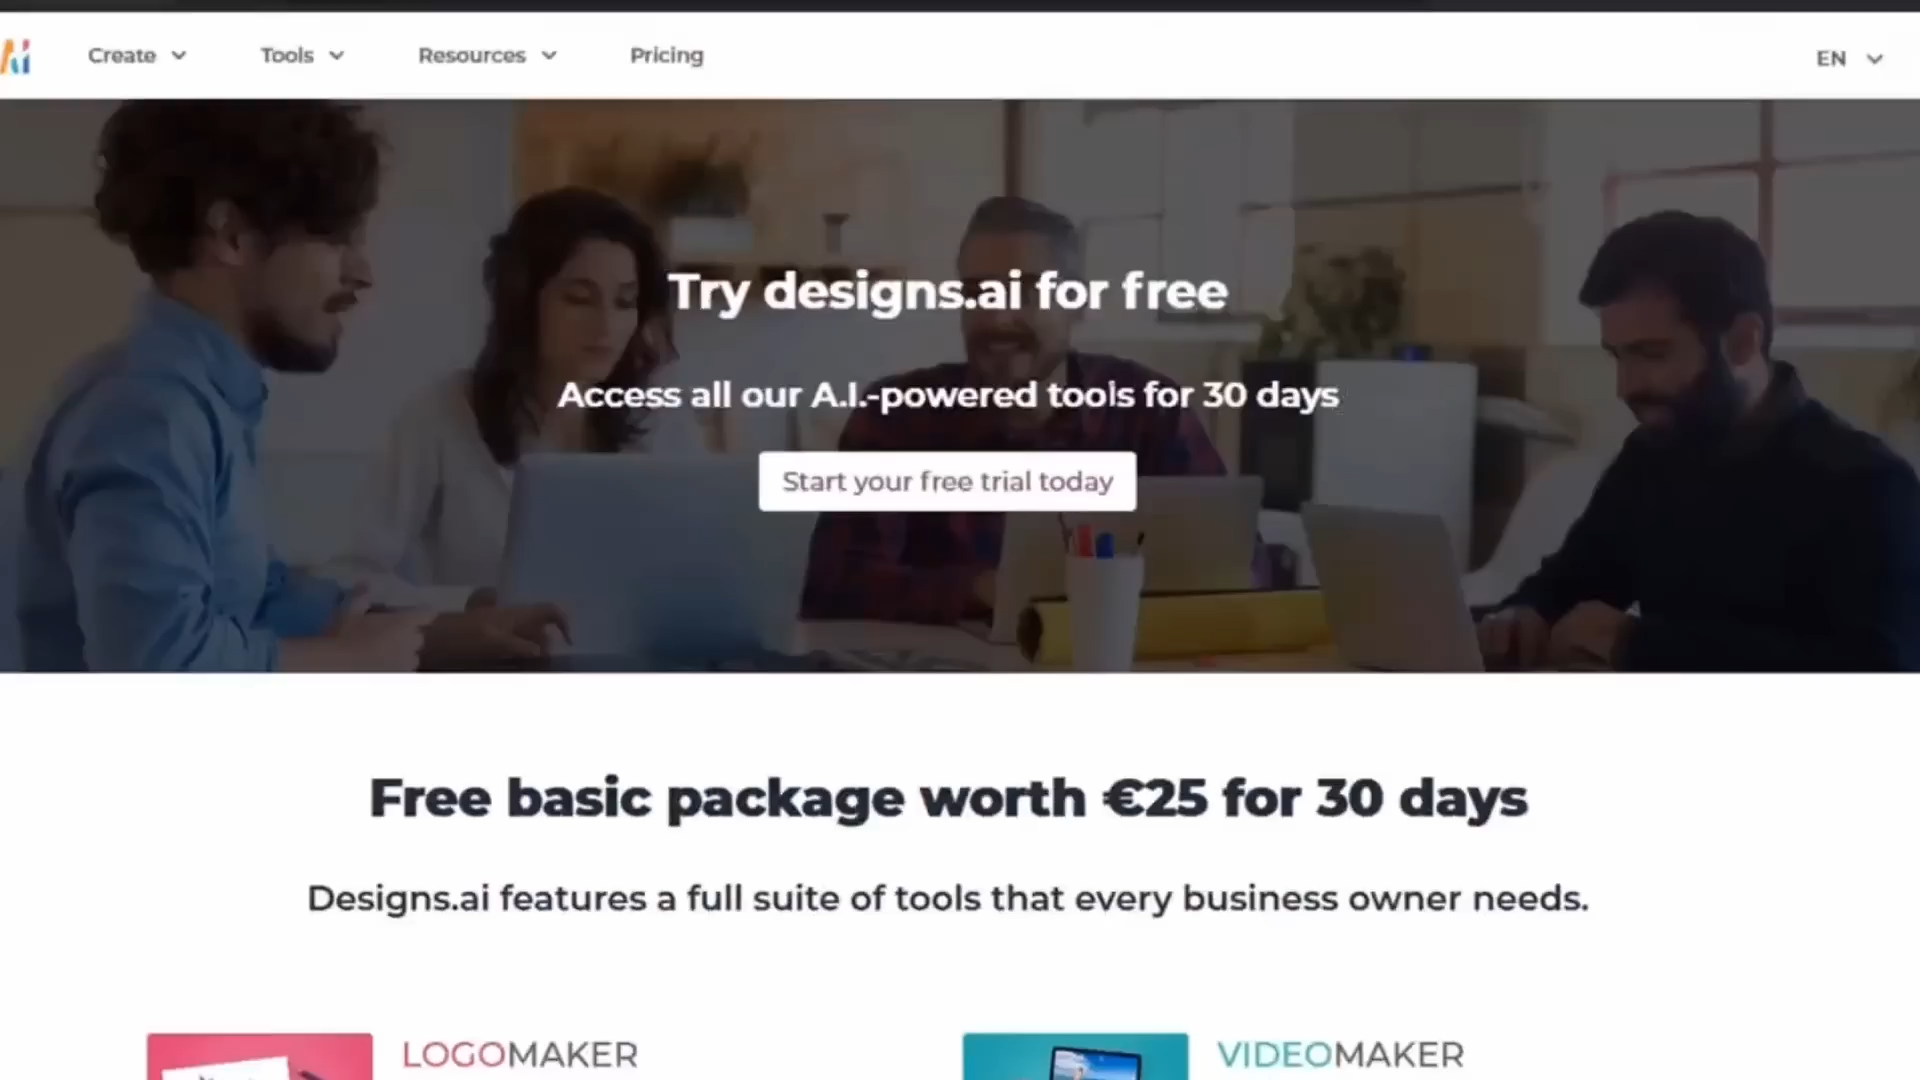 Ai
Create
Tools
Resources
Pricing
EN
Try designs.ai for free
Access all our A.I.-powered tools for 30 days
Start your free trial today
Free basic package worth €25 for 30 days
Designs.ai features a full suite of tools that every business owner needs.
LOGOMAKER
VIDEOMAKER